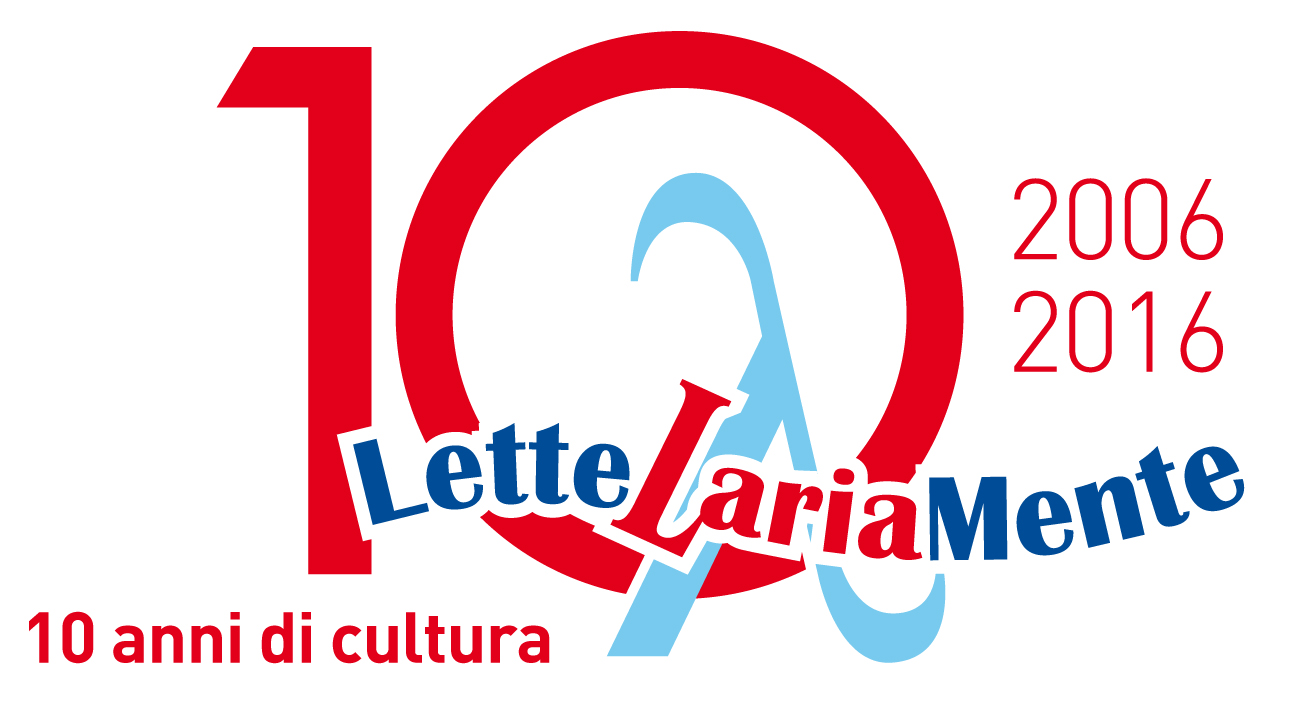 10
λ
2006
2016
LetteLariaMente
10 anni di cultura